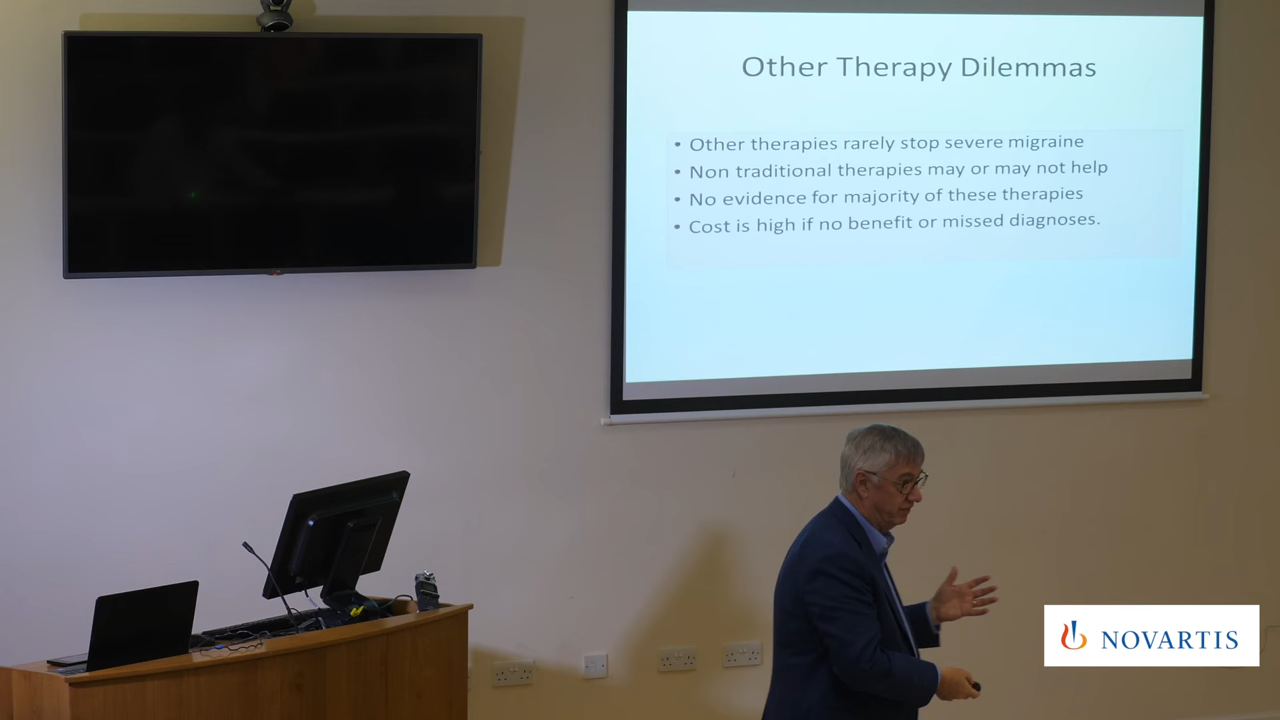 Other Therapy Dilemmas
• Other therapies rarely stop severe migraine
• Non traditional therapies may or may not help
• No evidence for majority of these therapies
• Cost is high if no benefit or missed diagnoses.
NOVARTIS